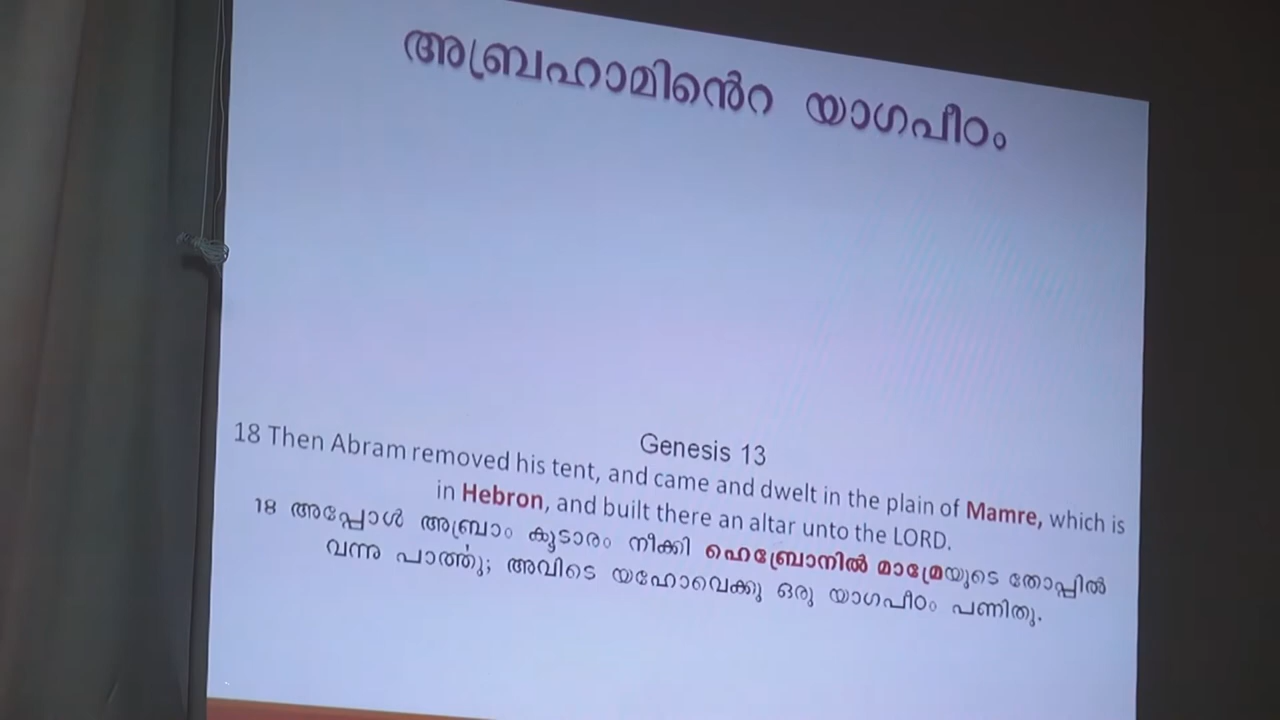 അബ്രഹാമിൻെറ യാഗപീഠം
Genesis 13
18 Then Abram removed his tent, and came and dwelt in the plain of Mamre, which is
in Hebron, and built there an altar unto the LORD.
18 അപ്പോൾ അബ്രാം കൂടാരം നീക്കി ഹെബ്രോനിൽ മാമ്രേയുടെ തോപ്പിൽ
വന്നു പാർത്തു; അവിടെ യഹോവെക്കു ഒരു യാഗപീഠം പണിതു.